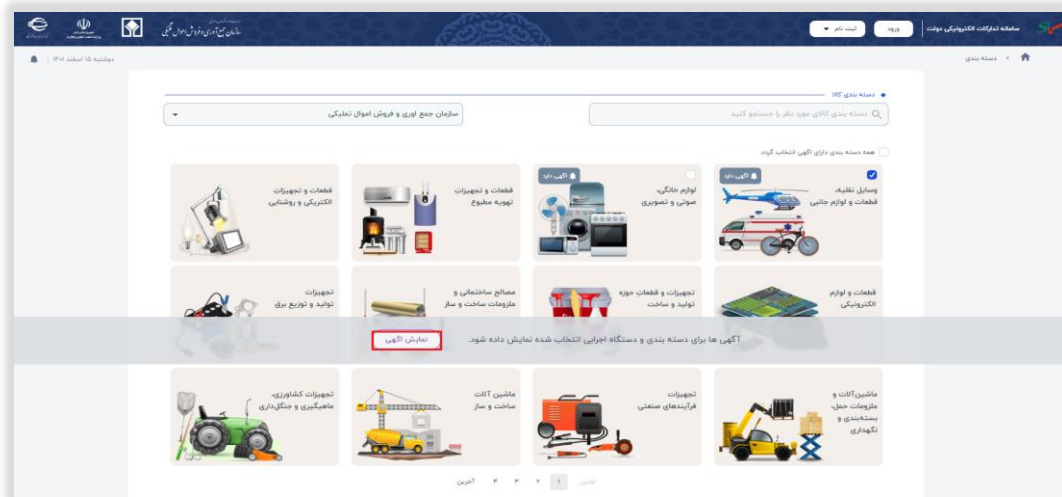 سامانه تدارکات الکترونیکی دولت
ورود
ثبت نام
سازمان جمع آوری و فروش اموال تملیکی
دسته بندی
دوشنبه ۱۵ اسفند ۱۴۰۱
دسته بندی کالا
دسته بندی کالای مورد نظر را جستجو کنید
سازمان جمع اوری و فروش اموال تملیکی
همه دسته بندی دارای آگهی انتخاب گردد.
آگهی دارد
وسایل نقلیه،
قطعات و لوازم جانبی
آگهی دارد
لوازم خانگی،
صوتی و تصویری
قطعات و تجهیزات
تهویه مطبوع
قطعات و تجهیزات
الکتریکی و روشنایی
قطعات و لوازم
الکترونیکی
تجهیزات و قطعات حوزه
تولید و ساخت
مصالح ساختمانی و
ملزومات ساخت و ساز
تجهیزات
تولید و توزیع برق
آگهی ها برای دسته بندی و دستگاه اجرایی انتخاب شده نمایش داده شود.
نمایش آگهی
ماشین‌آلات و
ملزومات حمل،
بسته‌بندی و
نگهداری
تجهیزات
فرآیندهای صنعتی
ماشین آلات
ساخت و ساز
تجهیزات کشاورزی،
ماهیگیری و جنگل‌داری
اولین ۱ ۲ ۳ ۴ آخرین